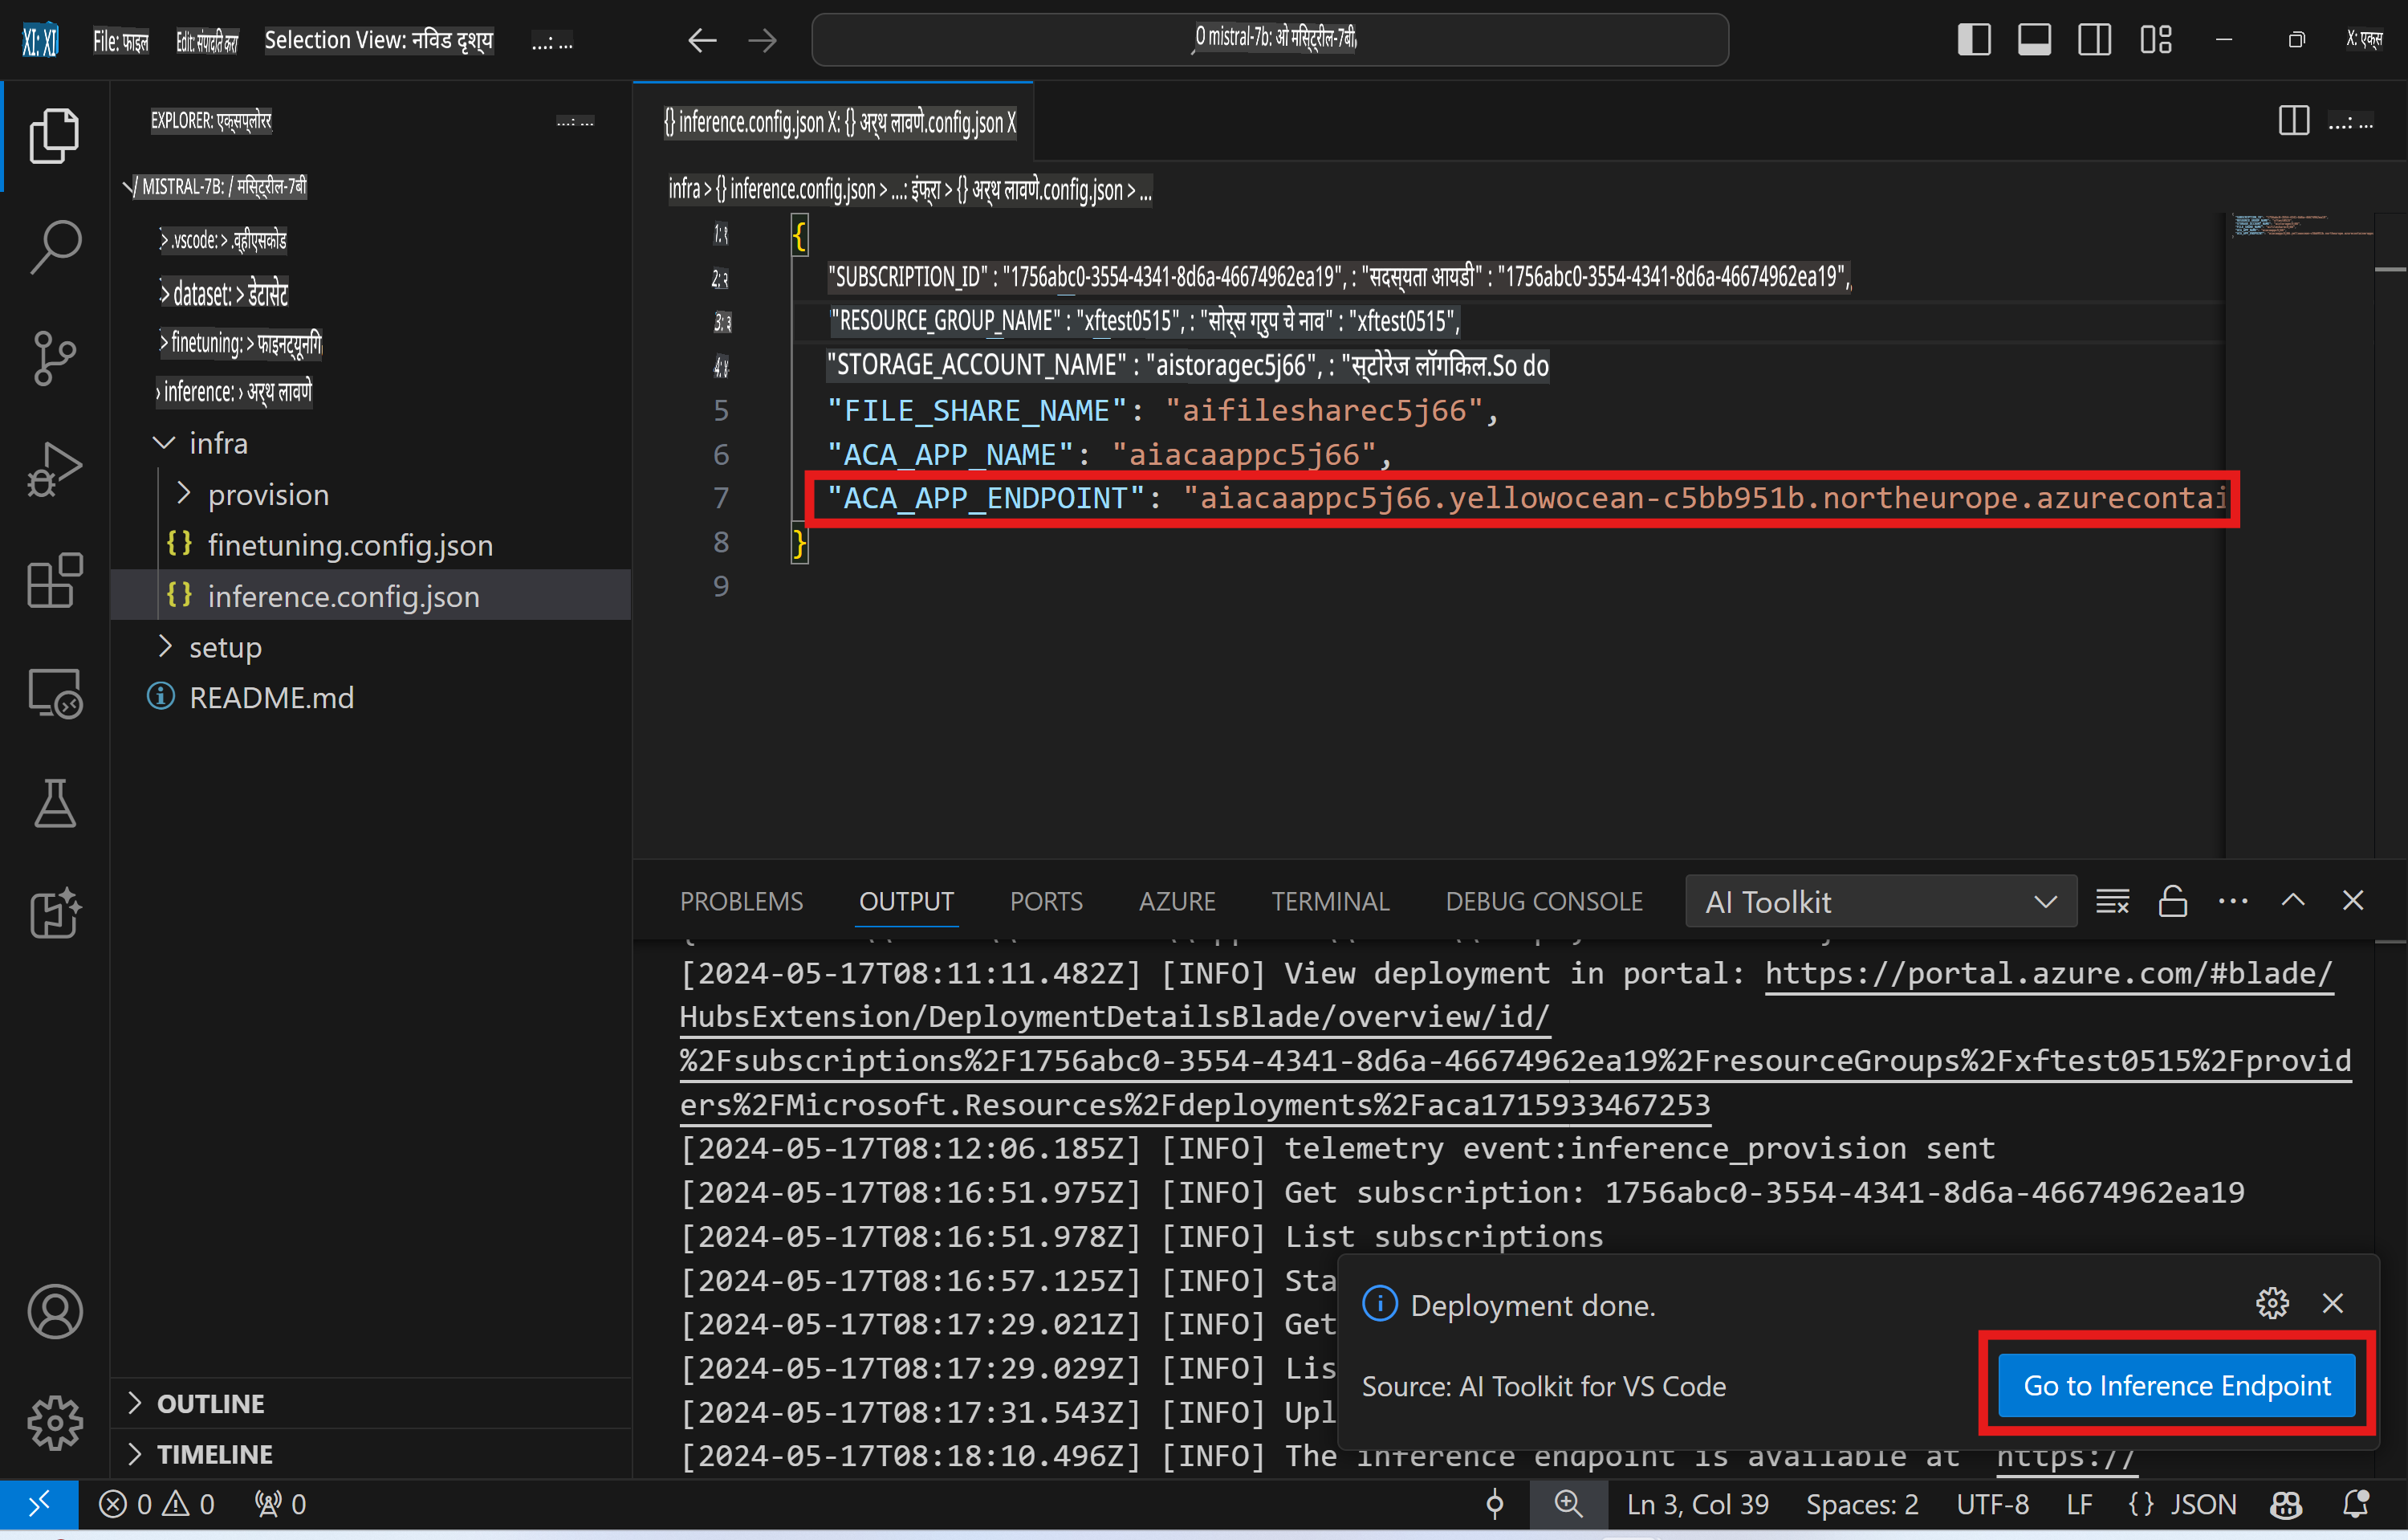 XI: XI
File: फाइल
Edit: संपादित करा
Selection View: नविड दृश्य
...: ...
O mistral-7b: ओ मिस्ट्रील-7बी
X: एक्स
EXPLORER: एक्सप्लोरर
...: ...
/ MISTRAL-7B: / मिस्ट्रील-7बी
> .vscode: > .व्हीएसकोड
> dataset: > डेटासेट
> finetuning: > फाइनट्यूनगि
› inference: › अर्थ लावणे
infra
provision
{} finetuning.config.json
{} inference.config.json
setup
README.md
OUTLINE
TIMELINE
{} inference.config.json X: {} अर्थ लावणे.config.json X
...: ...
infra > {} inference.config.json > ...: इंफ्रा > {} अर्थ लावणे.config.json > ...
{
"SUBSCRIPTION_ID" : "1756abc0-3554-4341-8d6a-46674962ea19", : "सदस्यता आयडी" : "1756abc0-3554-4341-8d6a-46674962ea19",
"RESOURCE_GROUP_NAME" : "xftest0515", : "सोर्स ग्रुप चे नाव" : "xftest0515",
"STORAGE_ACCOUNT_NAME" : "aistoragec5j66", : "स्टोरेज लॉगकिल.So do
5 "FILE_SHARE_NAME": "aifilesharec5j66",
6 "ACA_APP_NAME": "aiacaappc5j66",
7 "ACA_APP_ENDPOINT": "aiacaappc5j66.yellowocean-c5bb951b.northeurope.azurecontai
8 }
9
PROBLEMS OUTPUT PORTS AZURE TERMINAL DEBUG CONSOLE AI Toolkit
[2024-05-17T08:11:11.482Z] [INFO] View deployment in portal: https://portal.azure.com/#blade/
HubsExtension/DeploymentDetailsBlade/overview/id/
%2Fsubscriptions%2F1756abc0-3554-4341-8d6a-46674962ea19%2FresourceGroups%2Fxftest0515%2Fprovid
ers%2FMicrosoft.Resources%2Fdeployments%2Faca1715933467253
[2024-05-17T08:12:06.185Z] [INFO] telemetry event:inference_provision sent
[2024-05-17T08:16:51.975Z] [INFO] Get subscription: 1756abc0-3554-4341-8d6a-46674962ea19
[2024-05-17T08:16:51.978Z] [INFO] List subscriptions
[2024-05-17T08:16:57.125Z] [INFO] Sta
[2024-05-17T08:17:29.021Z] [INFO] Get
[2024-05-17T08:17:29.029Z] [INFO] Lis
[2024-05-17T08:17:31.543Z] [INFO] Upl
[2024-05-17T08:18:10.496Z] [INFO] The inference endpoint is available at https://
Deployment done.
Source: AI Toolkit for VS Code
Go to Inference Endpoint
0 0 0
Ln 3, Col 39 Spaces: 2 UTF-8 LF {} JSON